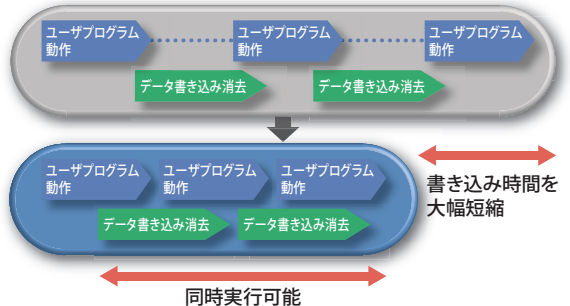 ユーザプログラム
動作
ユーザプログラム
動作
ユーザプログラム
動作
データ書き込み消去
データ書き込み消去
ユーザプログラム
動作
ユーザプログラム
動作
ユーザプログラム
動作
データ書き込み消去
データ書き込み消去
書き込み時間を
大幅短縮
同時実行可能